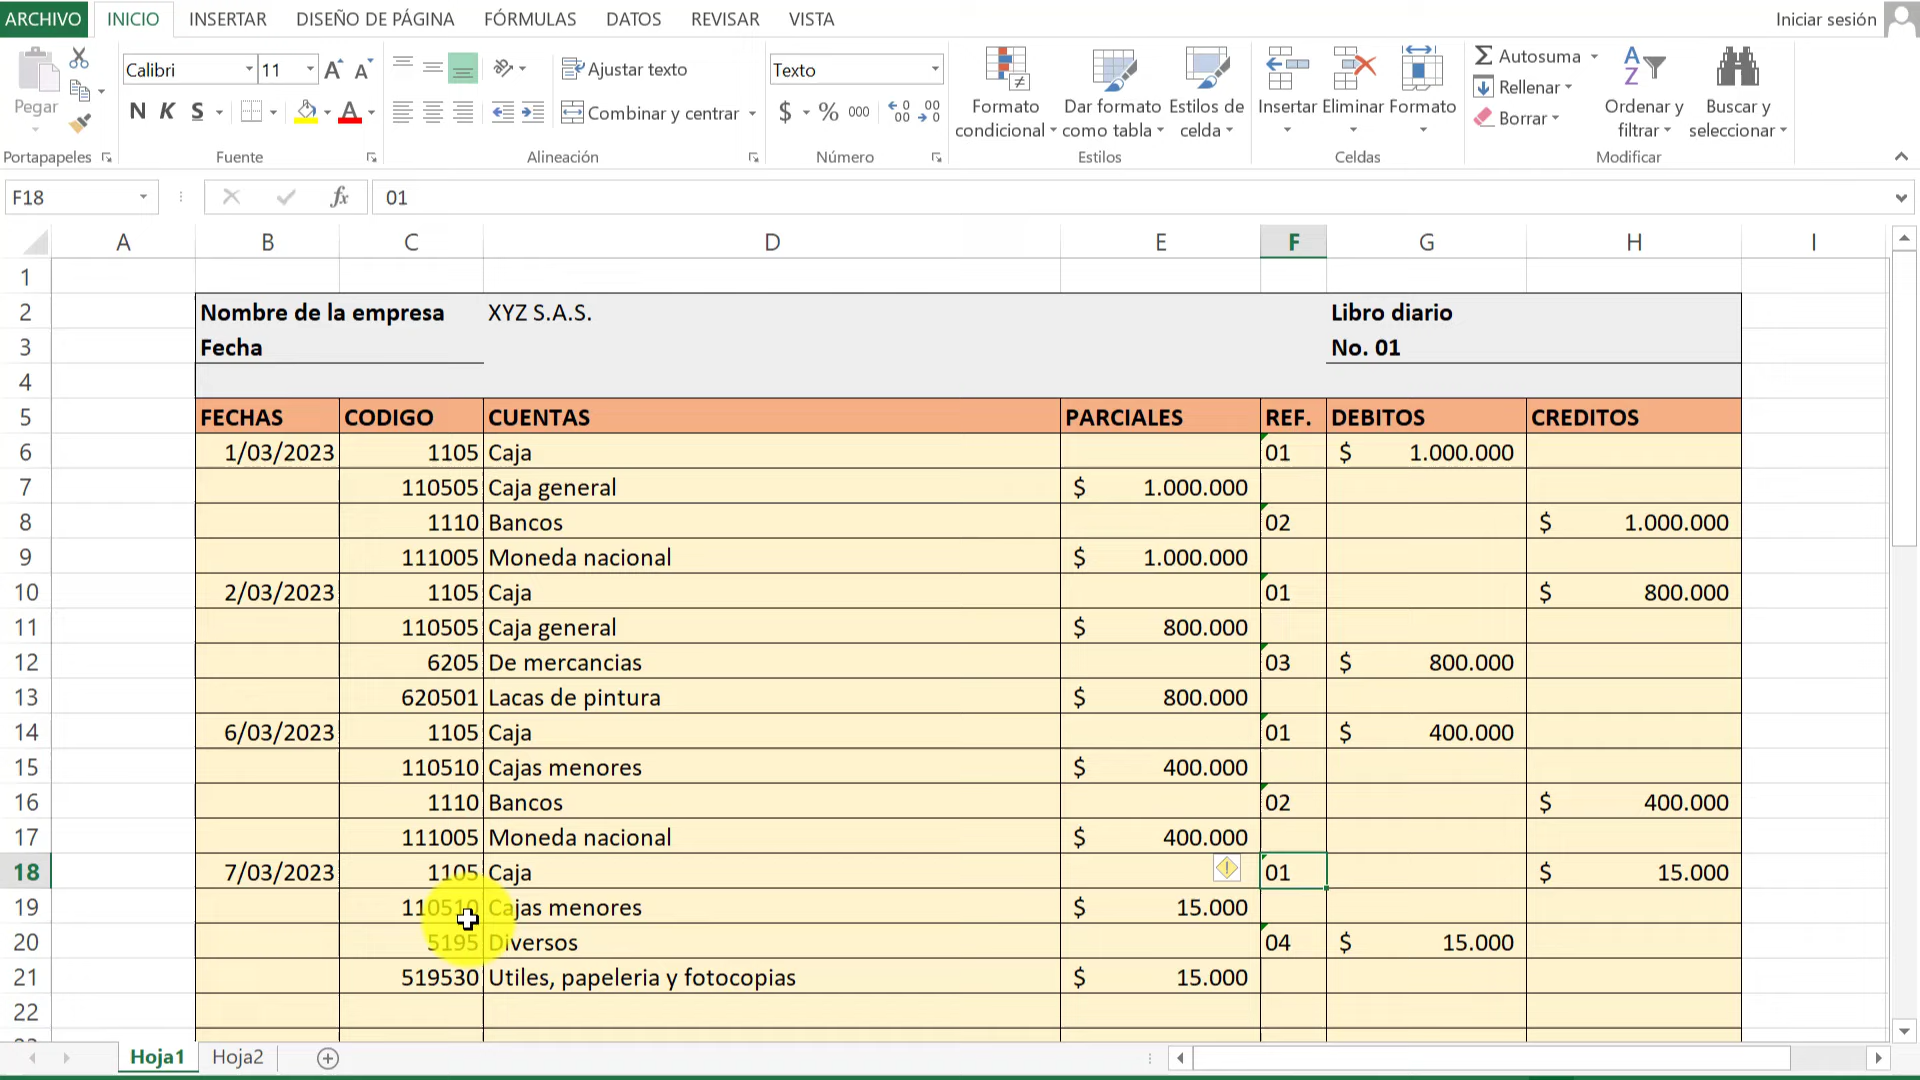 ARCHIVO INICIO INSERTAR DISEÑO DE PÁGINA FÓRMULAS DATOS REVISAR VISTA Iniciar sesión
Pegar
Portapapeles
Calibri 11
N K S
Fuente
Ajustar texto
Combinar y centrar
Alineación
Texto
$ % 000
Número
Formato condicional
Dar formato como tabla
Estilos de celda
Estilos
Insertar Eliminar Formato
Celdas
Autosuma
Rellenar
Borrar
Ordenar y filtrar
Buscar y seleccionar
Modificar
F18 fx 01
A B C D E F G H I
1
2 Nombre de la empresa XYZ S.A.S. Libro diario
3 Fecha No. 01
4
5 FECHAS CODIGO CUENTAS PARCIALES REF. DEBITOS CREDITOS
6 1/03/2023 1105 Caja 01 $ 1.000.000
7 110505 Caja general $ 1.000.000
8 1110 Bancos 02 $ 1.000.000
9 111005 Moneda nacional $ 1.000.000
10 2/03/2023 1105 Caja 01 $ 800.000
11 110505 Caja general $ 800.000
12 6205 De mercancias 03 $ 800.000
13 620501 Lacas de pintura $ 800.000
14 6/03/2023 1105 Caja 01 $ 400.000
15 110510 Cajas menores $ 400.000
16 1110 Bancos 02 $ 400.000
17 111005 Moneda nacional $ 400.000
18 7/03/2023 1105 Caja 01 $ 15.000
19 110510 Cajas menores $ 15.000
20 5195 Diversos 04 $ 15.000
21 519530 Utiles, papeleria y fotocopias $ 15.000
22
Hoja1 Hoja2